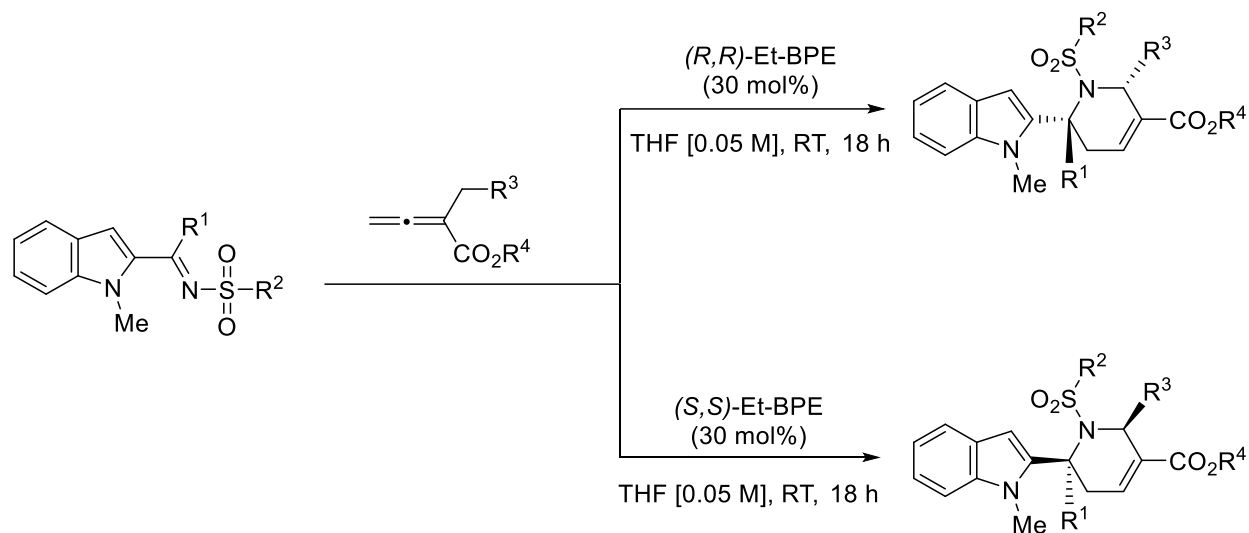 R¹
N
N
Me
O
S
O
R²
R³
CO₂R⁴
(R,R)-Et-BPE
(30 mol%)
THF [0.05 M], RT, 18 h
R²
O₂S
R³
N
CO₂R⁴
N
Me
R¹
(S,S)-Et-BPE
(30 mol%)
THF [0.05 M], RT, 18 h
R²
O₂S
R³
N
CO₂R⁴
N
Me
R¹